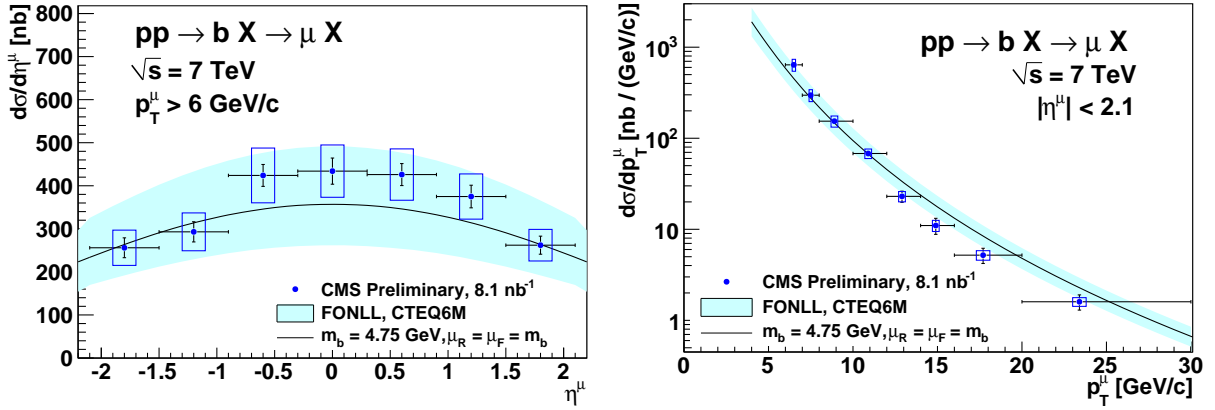 dσ/dη^μ [nb]
800
700
600
500
400
300
200
100
0
pp → b X → μ X
√s = 7 TeV
p_T^μ > 6 GeV/c
CMS Preliminary, 8.1 nb^-1
FONLL, CTEQ6M
m_b = 4.75 GeV, μ_R = μ_F = m_b
-2 -1.5 -1 -0.5 0 0.5 1 1.5 2
η^μ
dσ/dp_T^μ [nb / (GeV/c)]
10^3
10^2
10
1
pp → b X → μ X
√s = 7 TeV
|η^μ| < 2.1
CMS Preliminary, 8.1 nb^-1
FONLL, CTEQ6M
m_b = 4.75 GeV, μ_R = μ_F = m_b
0 5 10 15 20 25 30
p_T^μ [GeV/c]